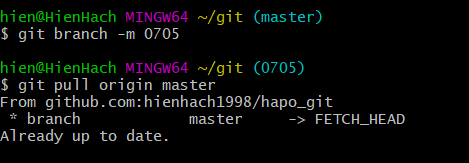 hien@HienHach MINGW64 ~/git (master)
$ git branch -m 0705
hien@HienHach MINGW64 ~/git (0705)
$ git pull origin master
From github.com:hienhach1998/hapo_git
 * branch            master     -> FETCH_HEAD
Already up to date.